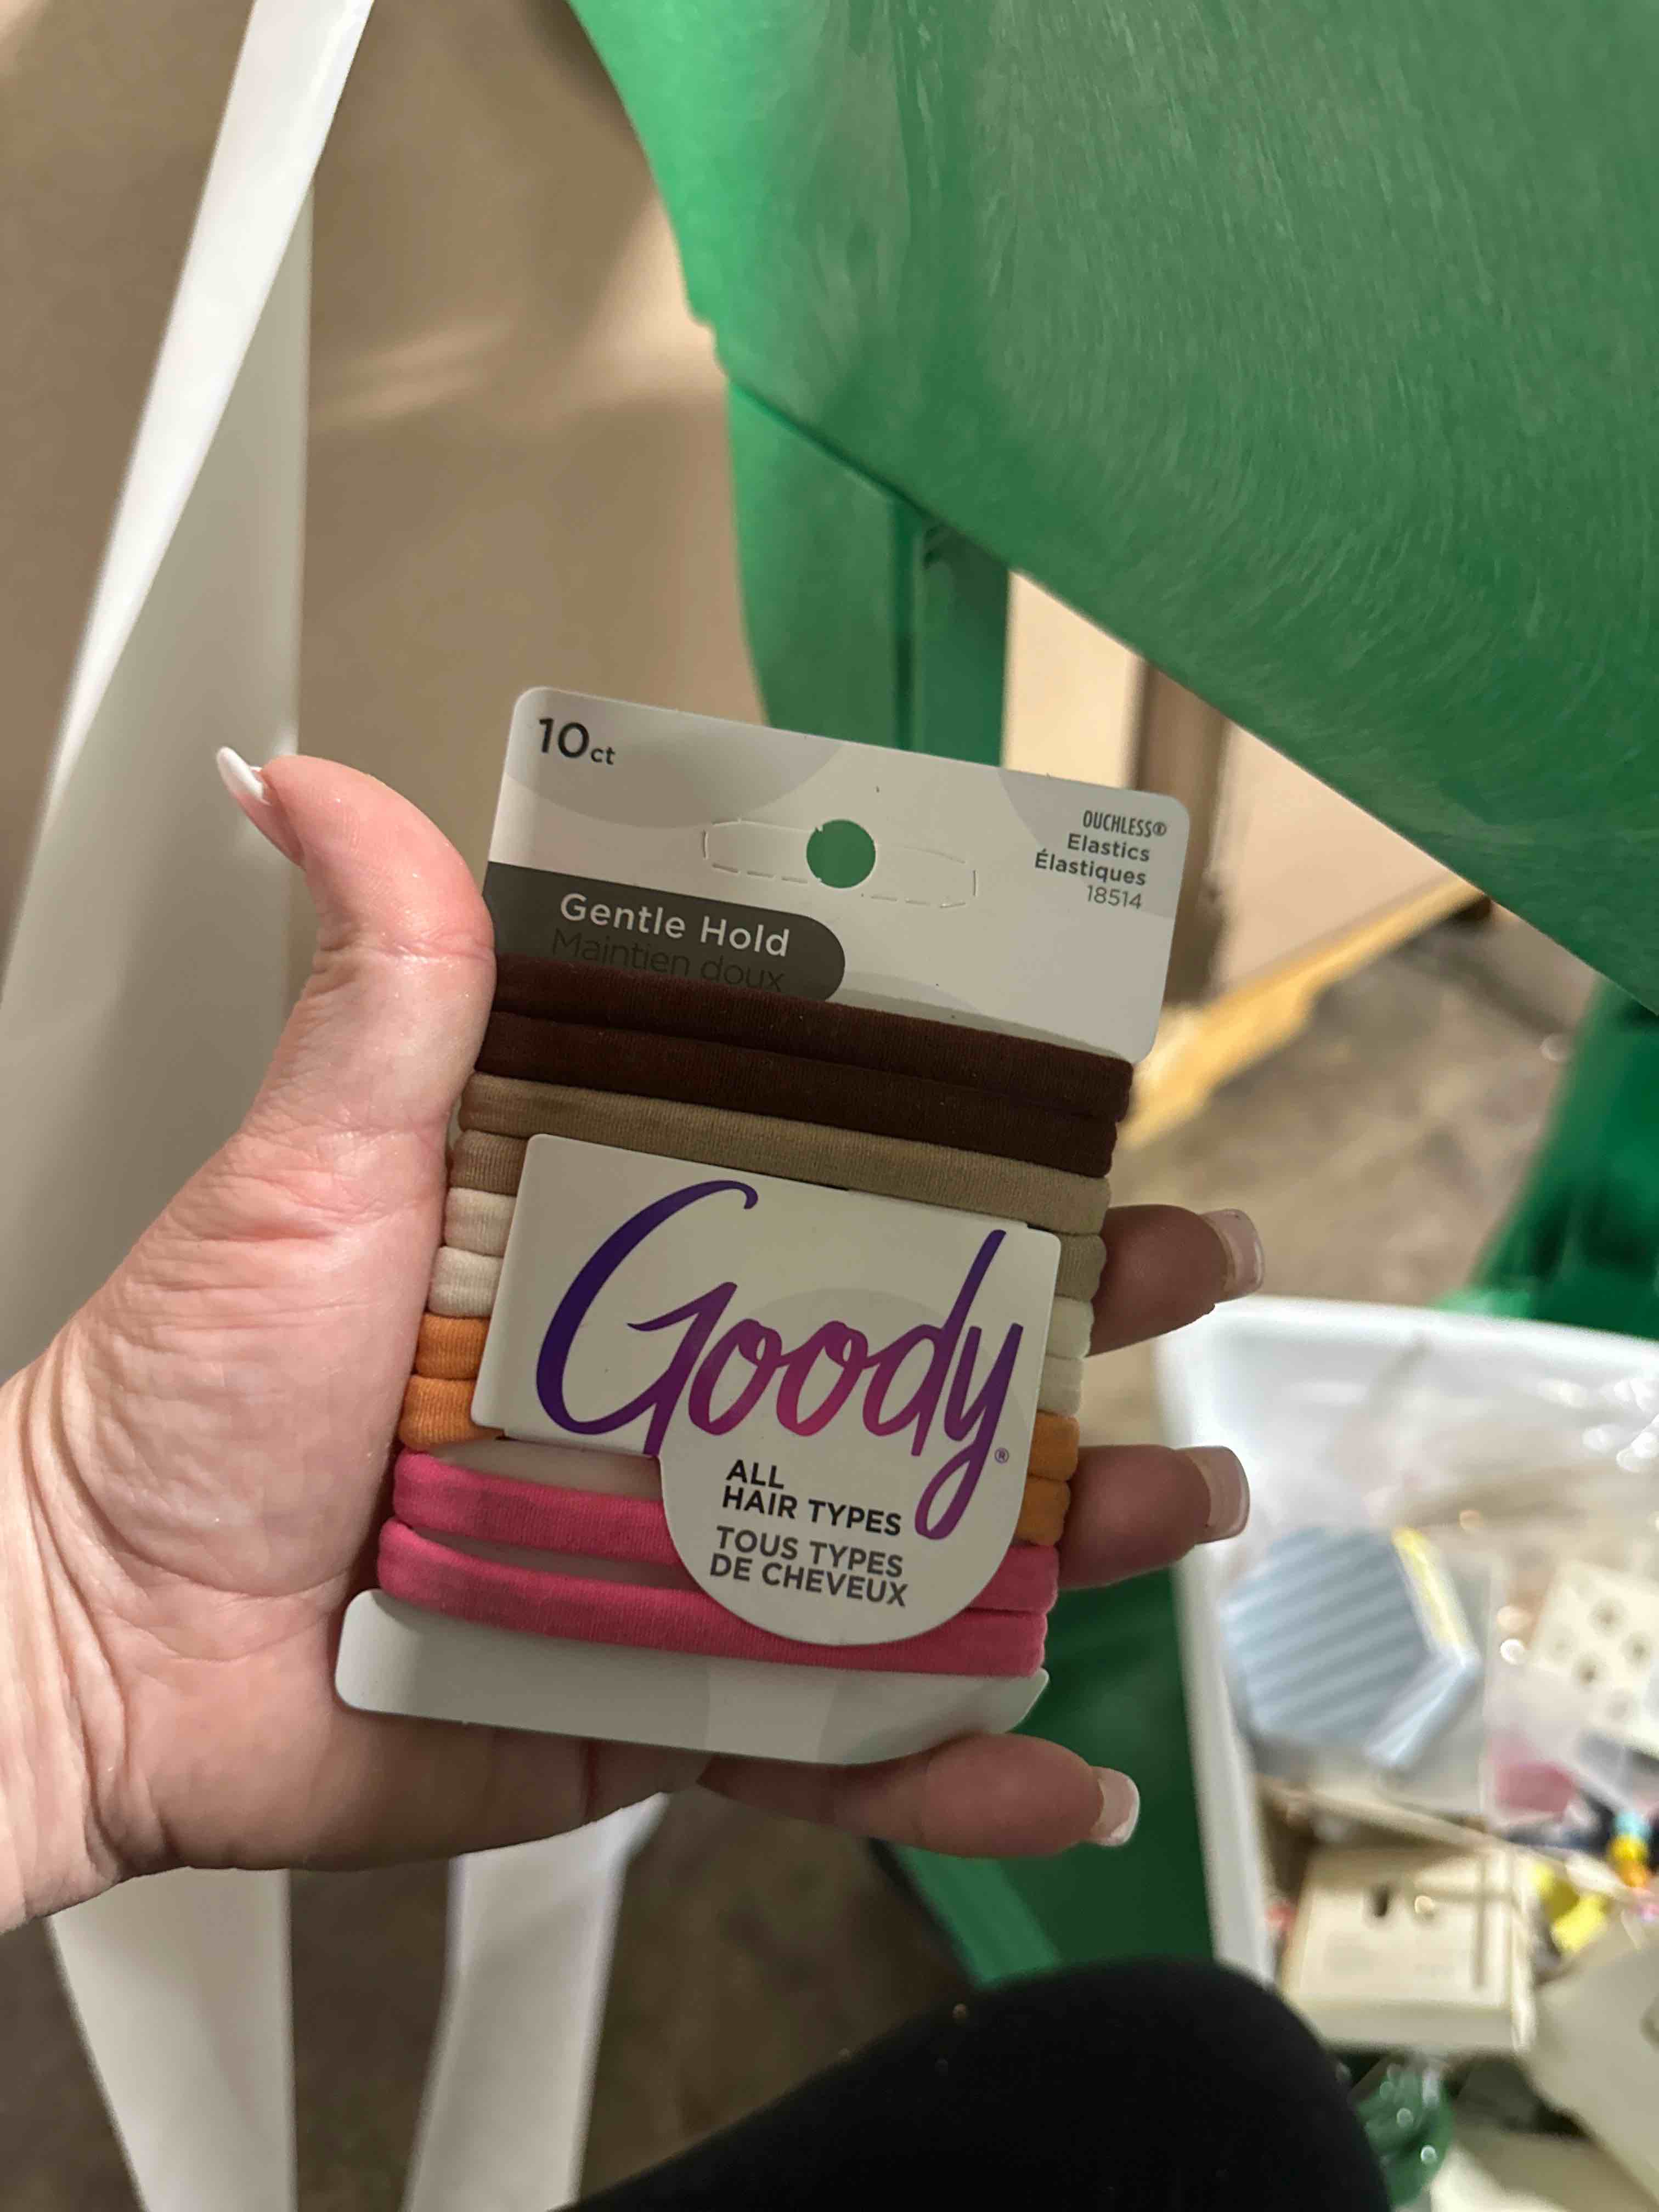 10ct
OUCHLESS®
Elastics
Élastiques
18514
Gentle Hold
Maintien doux
Goody®
ALL
HAIR TYPES
TOUS TYPES
DE CHEVEUX